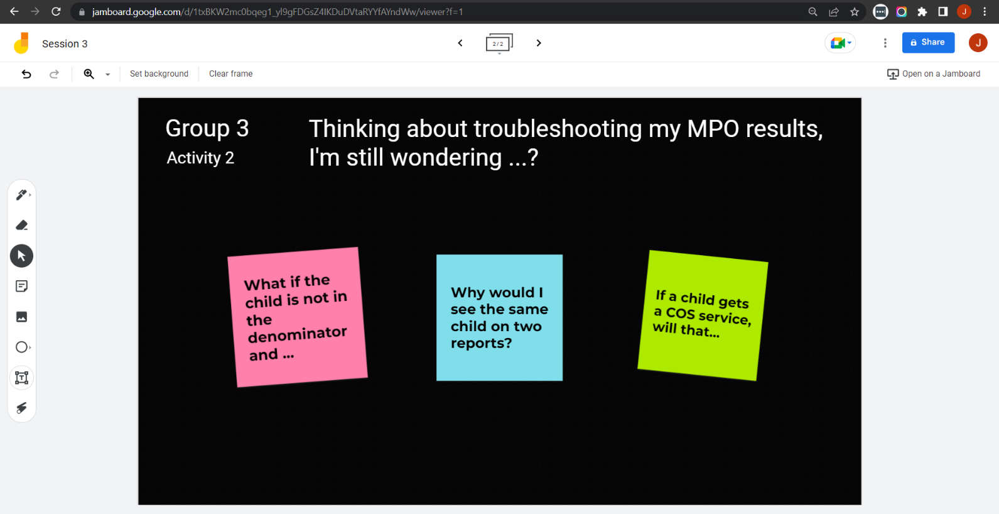 jamboard.google.com/d/1txBKW2mc0bqeg1_yl9gFDGsZ4IKDuDVtaRYYfAYndWw/viewer?f=1
J
Session 3
2 / 2
Share
J
Set background
Clear frame
Open on a Jamboard
Group 3
Activity 2
Thinking about troubleshooting my MPO results,
I'm still wondering ...?
What if the
child is not in
the
denominator
and ...
Why would I
see the same
child on two
reports?
If a child gets
a COS service,
will that...
T